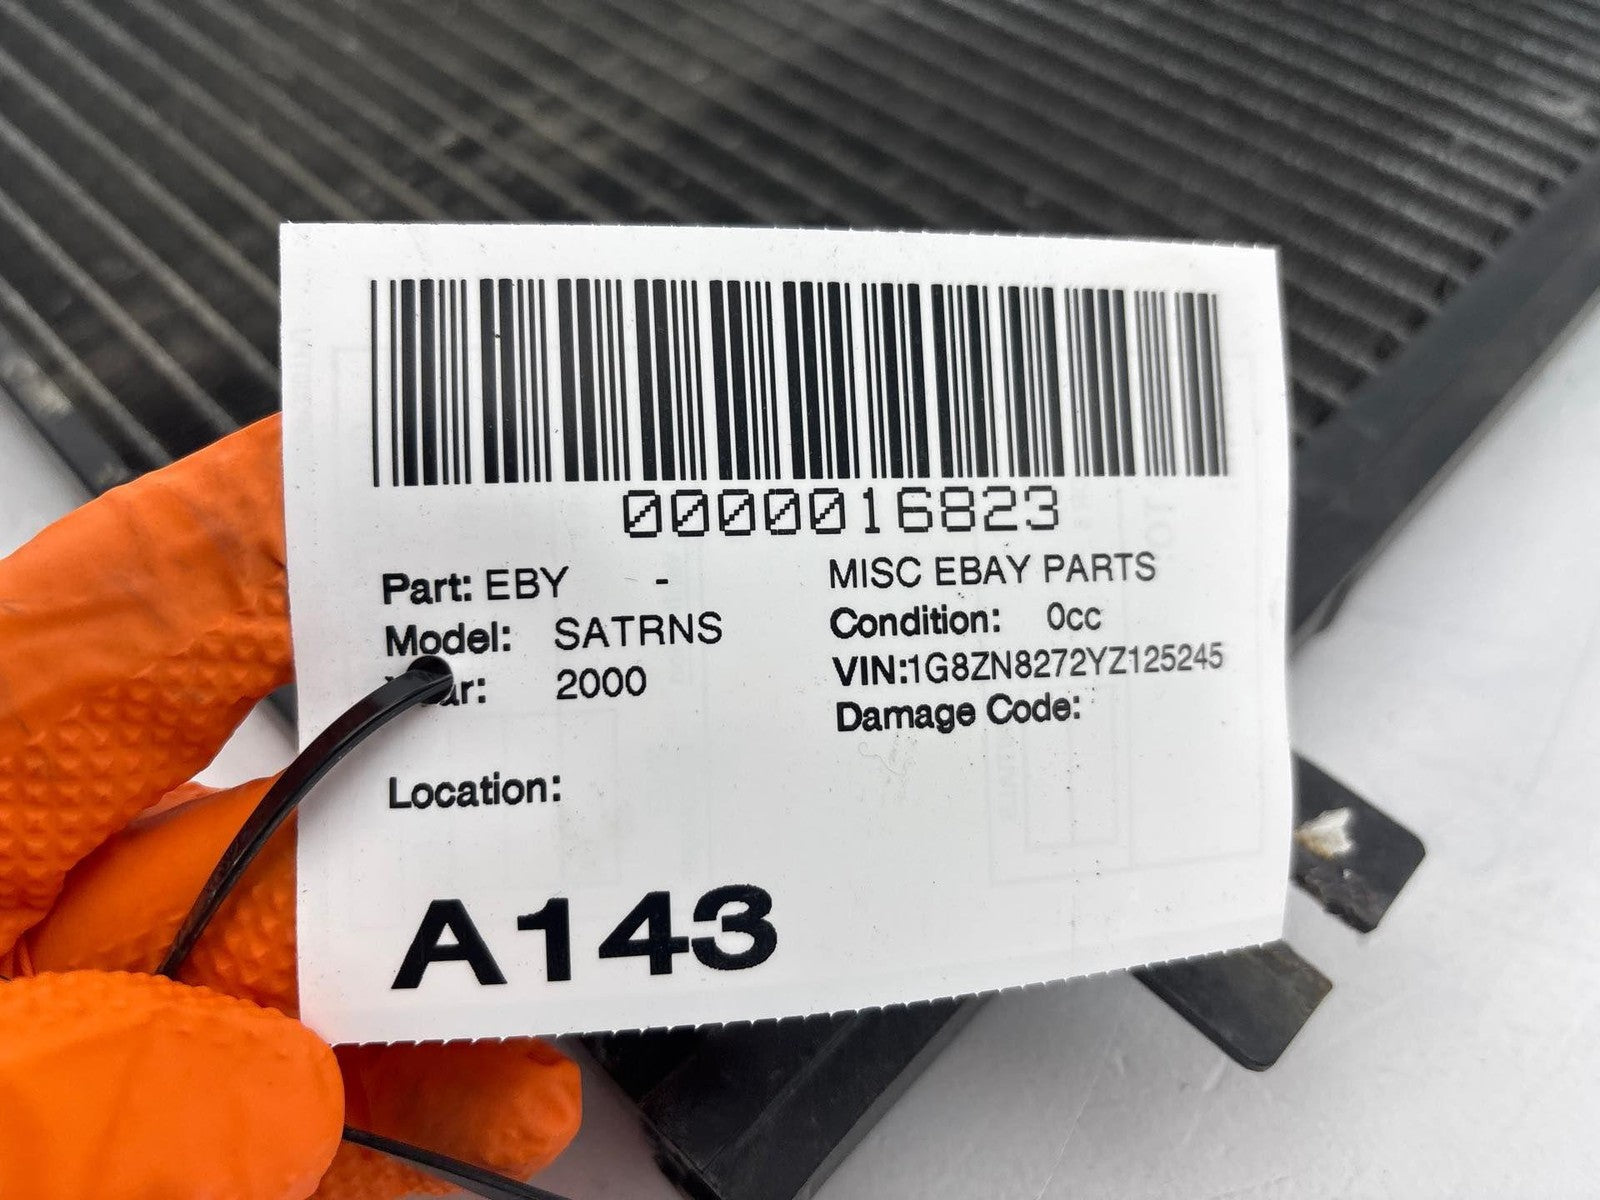 0000016823
Part: EBY - MISC EBAY PARTS
Model: SATRNS Condition: 0cc
2000 VIN:1G8ZN8272YZ125245
Damage Code:
Location:
A143